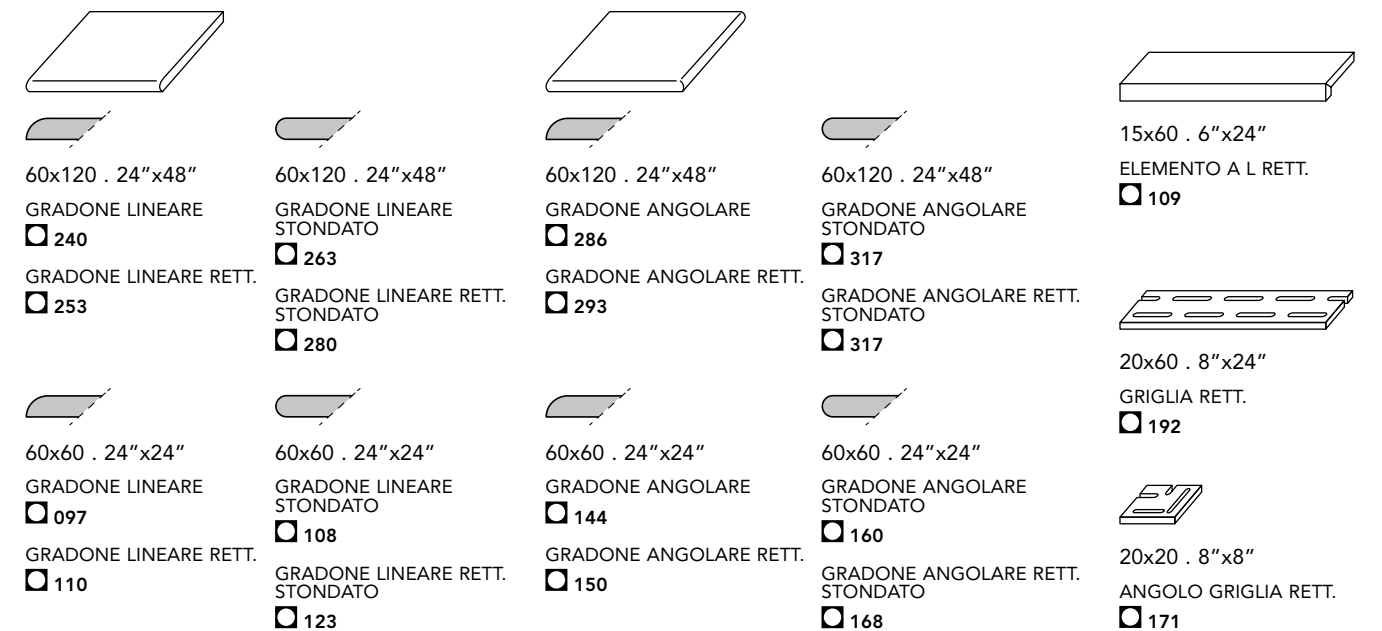 60x120 . 24"x48"
GRADONE LINEARE
240
GRADONE LINEARE RETT.
253
60x120 . 24"x48"
GRADONE LINEARE
STONDATO
263
GRADONE LINEARE RETT.
STONDATO
280
60x120 . 24"x48"
GRADONE ANGOLARE
286
GRADONE ANGOLARE RETT.
293
60x120 . 24"x48"
GRADONE ANGOLARE
STONDATO
317
GRADONE ANGOLARE RETT.
STONDATO
317
15x60 . 6"x24"
ELEMENTO A L RETT.
109
60x60 . 24"x24"
GRADONE LINEARE
097
GRADONE LINEARE RETT.
110
60x60 . 24"x24"
GRADONE LINEARE
STONDATO
108
GRADONE LINEARE RETT.
STONDATO
123
60x60 . 24"x24"
GRADONE ANGOLARE
144
GRADONE ANGOLARE RETT.
150
60x60 . 24"x24"
GRADONE ANGOLARE
STONDATO
160
GRADONE ANGOLARE RETT.
STONDATO
168
20x60 . 8"x24"
GRIGLIA RETT.
192
20x20 . 8"x8"
ANGOLO GRIGLIA RETT.
171